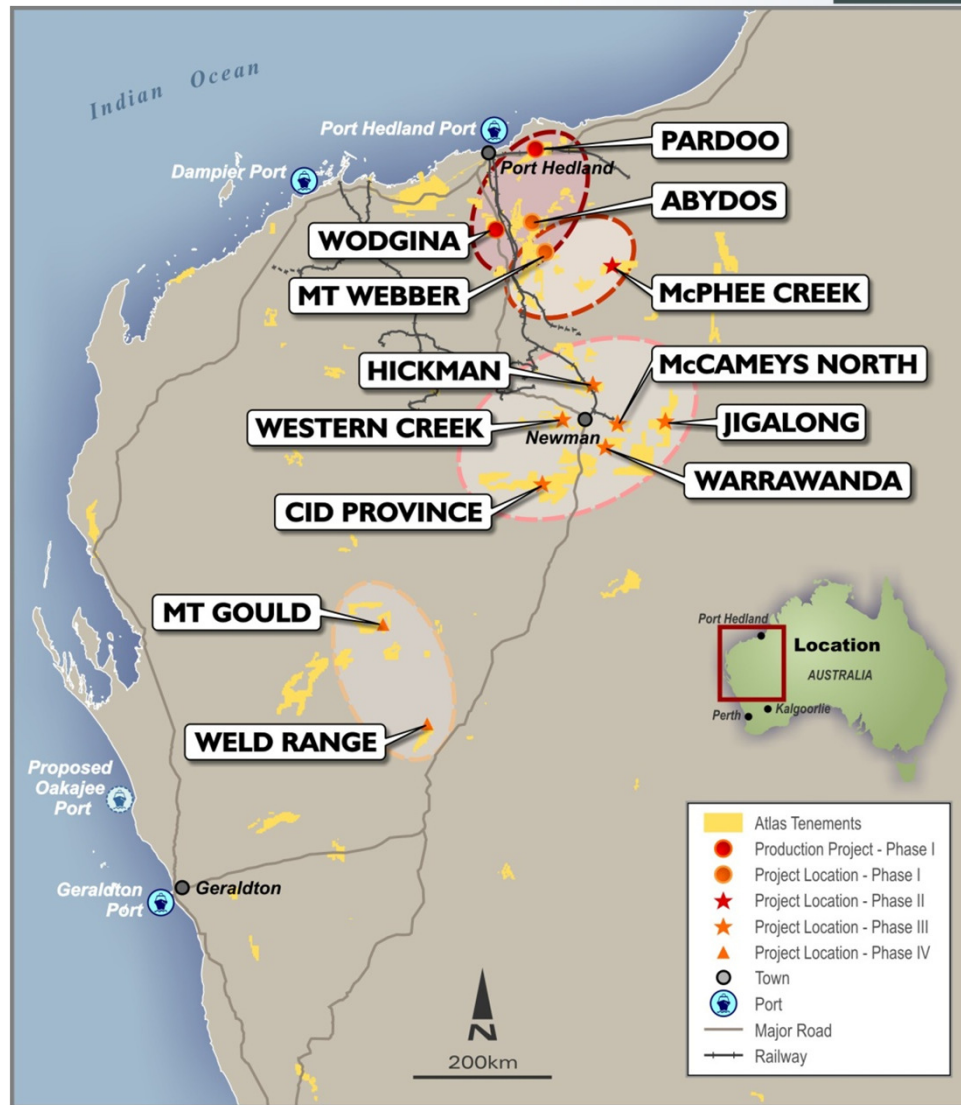 Indian Ocean
Port Hedland Port
PARDOO
Port Hedland
Dampier Port
ABYDOS
WODGINA
MT WEBBER
McPHEE CREEK
HICKMAN
McCAMEYS NORTH
WESTERN CREEK
Newman
JIGALONG
WARRAWANDA
CID PROVINCE
MT GOULD
WELD RANGE
Port Hedland
Location
AUSTRALIA
Perth
Kalgoorlie
Proposed
Oakajee
Port
Geraldton
Port
Geraldton
Atlas Tenements
Production Project - Phase I
Project Location - Phase I
Project Location - Phase II
Project Location - Phase III
Project Location - Phase IV
Town
Port
Major Road
Railway
N
200km